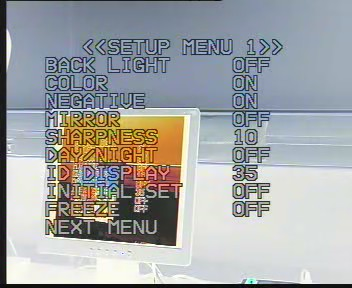 <<SETUP MENU 1>>
BACK LIGHT OFF
COLOR ON
NEGATIVE ON
MIRROR OFF
SHARPNESS 10
DAY/NIGHT OFF
ID DISPLAY 35
INITIAL SET OFF
FREEZE OFF
NEXT MENU